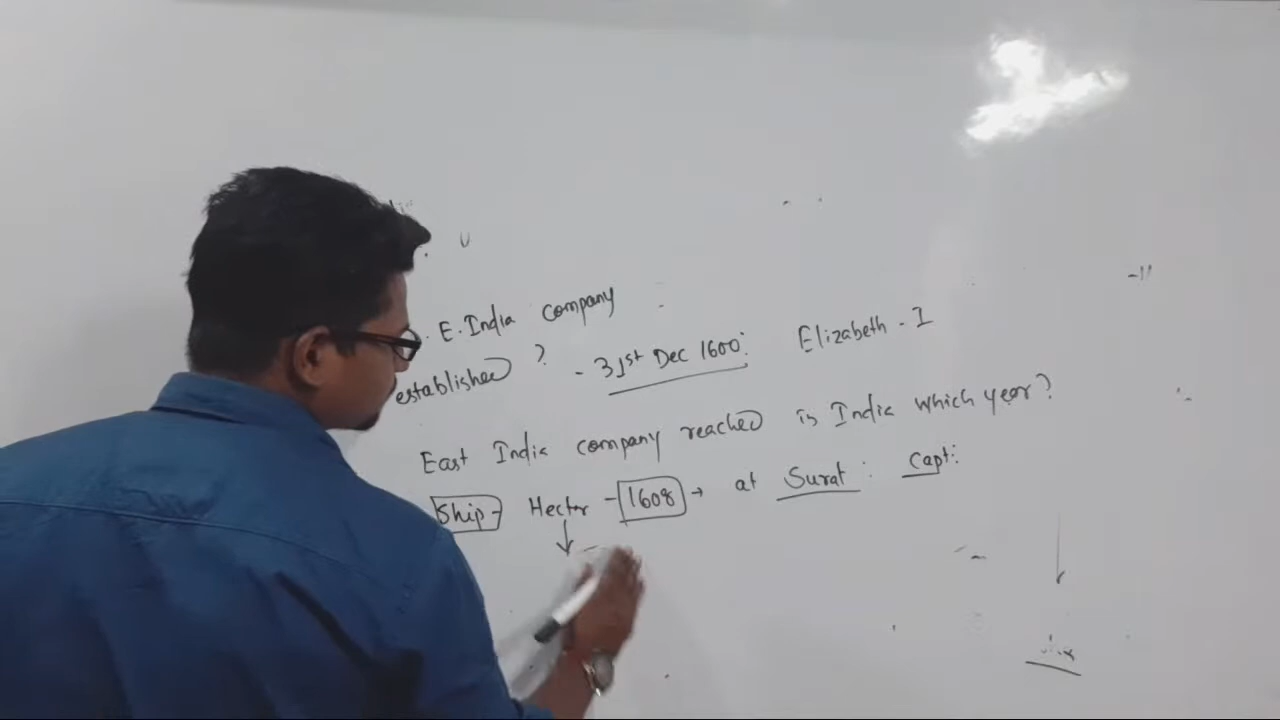 E. India company
established ? - 31st Dec 1600: Elizabeth - I
East India company reached in India which year?
Ship - Hector - 1608 → at Surat : Capt:
↓